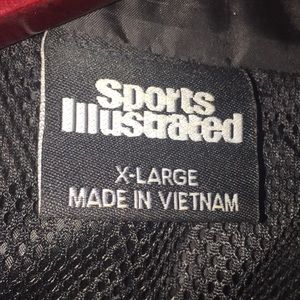 Sports
Illustrated
X-LARGE
MADE IN VIETNAM